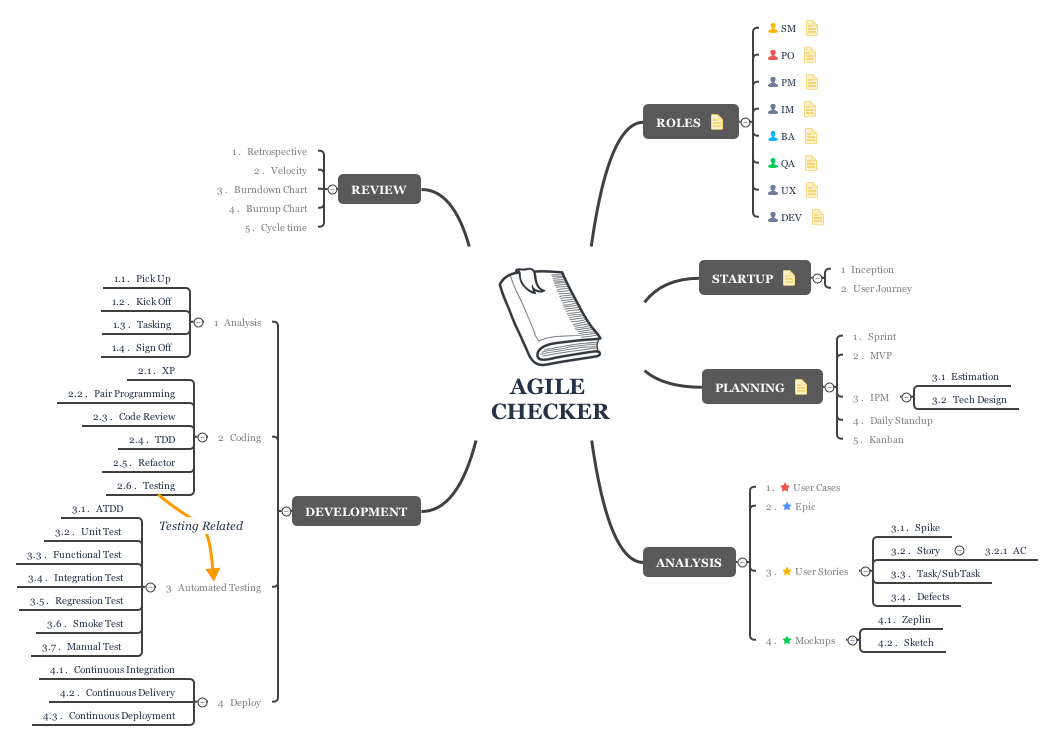 AGILE
CHECKER
ROLES
SM
PO
PM
IM
BA
QA
UX
DEV
STARTUP
1 Inception
2 User Journey
PLANNING
1. Sprint
2. MVP
3. IPM
3.1 Estimation
3.2 Tech Design
4. Daily Standup
5. Kanban
ANALYSIS
1. User Cases
2. Epic
3. User Stories
3.1. Spike
3.2. Story
3.2.1 AC
3.3. Task/SubTask
3.4. Defects
4. Mockups
4.1. Zeplin
4.2. Sketch
REVIEW
1. Retrospective
2. Velocity
3. Burndown Chart
4. Burnup Chart
5. Cycle time
DEVELOPMENT
1 Analysis
1.1. Pick Up
1.2. Kick Off
1.3. Tasking
1.4. Sign Off
2 Coding
2.1. XP
2.2. Pair Programming
2.3. Code Review
2.4. TDD
2.5. Refactor
2.6. Testing
Testing Related
3 Automated Testing
3.1. ATDD
3.2. Unit Test
3.3. Functional Test
3.4. Integration Test
3.5. Regression Test
3.6. Smoke Test
3.7. Manual Test
4 Deploy
4.1. Continuous Integration
4.2. Continuous Delivery
4.3. Continuous Deployment